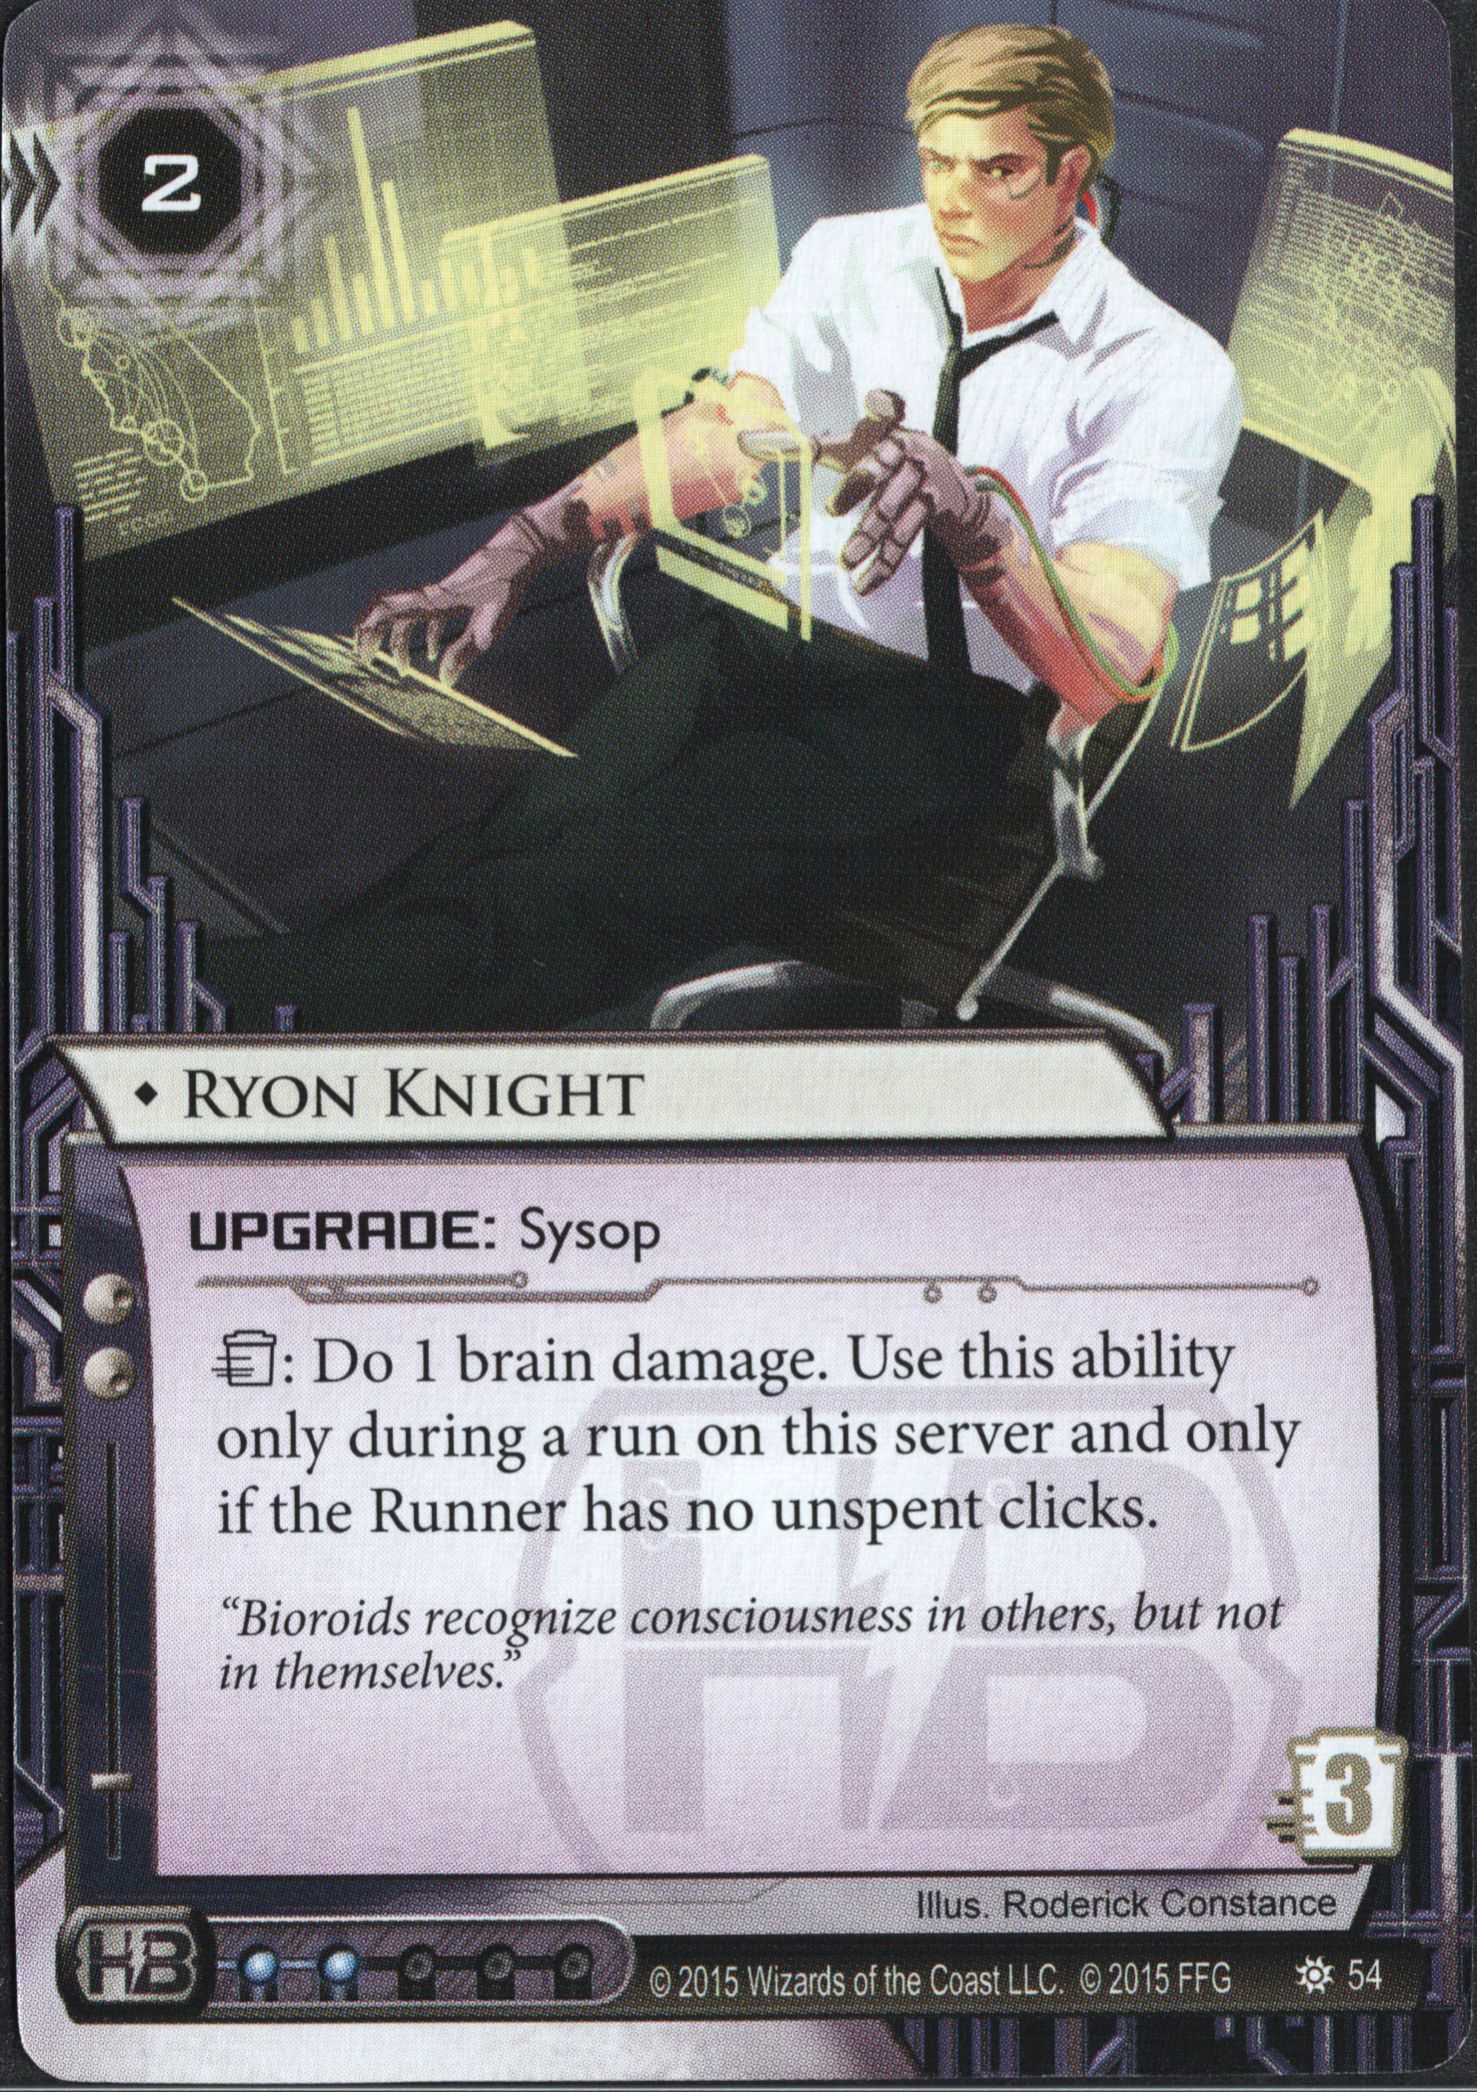 2
◆ RYON KNIGHT
UPGRADE: Sysop
: Do 1 brain damage. Use this ability
only during a run on this server and only
if the Runner has no unspent clicks.
“Bioroids recognize consciousness in others, but not
in themselves.”
3
Illus. Roderick Constance
HB
© 2015 Wizards of the Coast LLC. © 2015 FFG
54